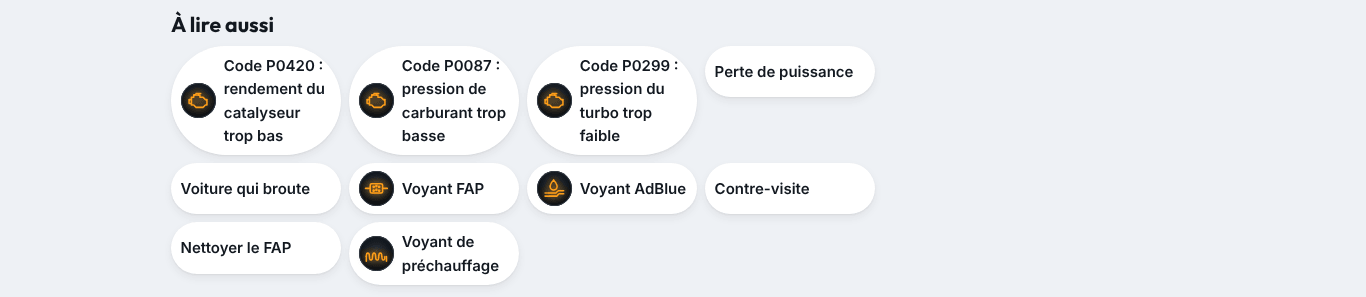 À lire aussi
Code P0420 :
rendement du
catalyseur
trop bas
Code P0087 :
pression de
carburant trop
basse
Code P0299 :
pression du
turbo trop
faible
Perte de puissance
Voiture qui broute
Voyant FAP
Voyant AdBlue
Contre-visite
Nettoyer le FAP
Voyant de
préchauffage